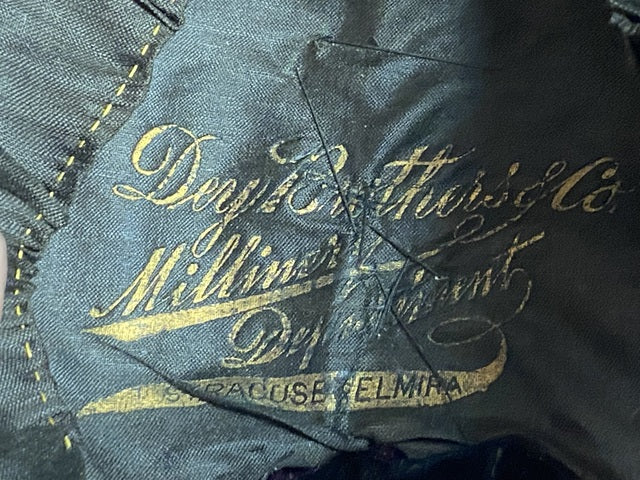 Dey Brothers & Co.
Millinery
Department
SYRACUSE & ELMIRA